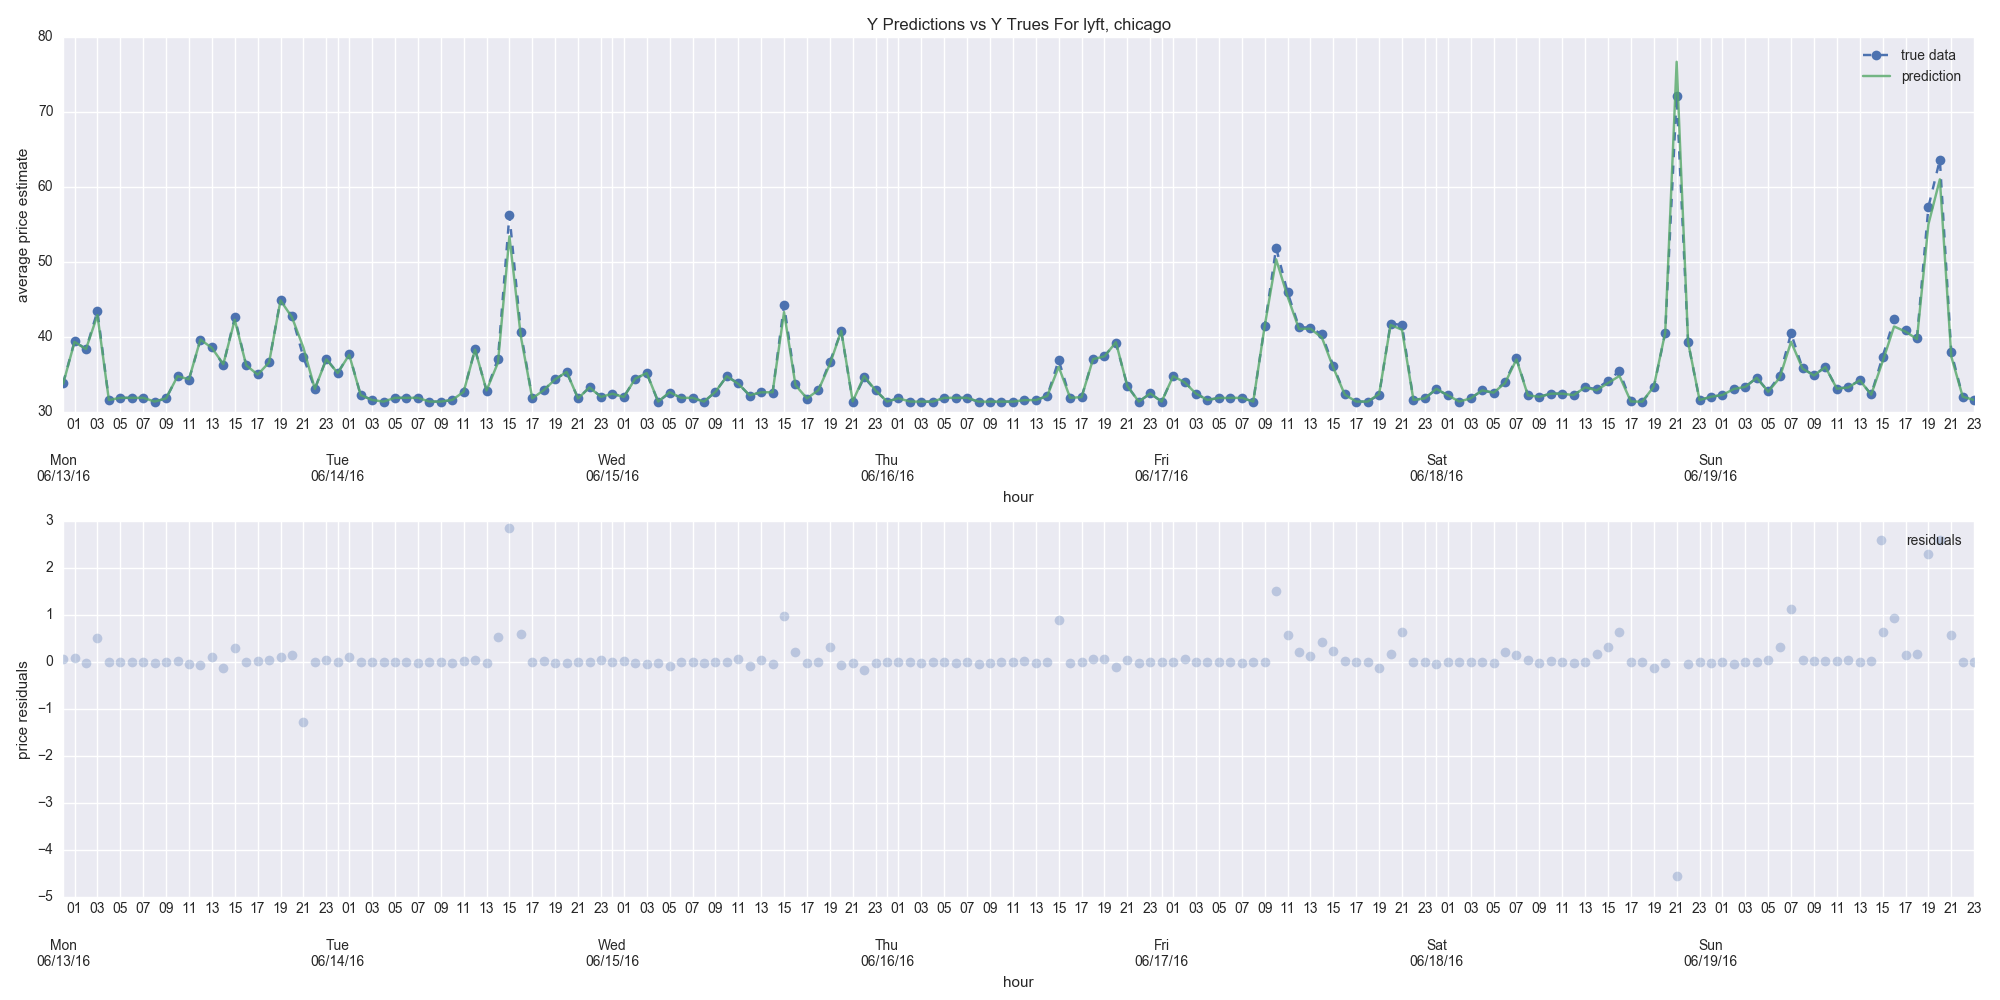 Y Predictions vs Y Trues For lyft, chicago
80
70
60
50
40
30
average price estimate
true data
prediction
01 03 05 07 09 11 13 15 17 19 21 23 01 03 05 07 09 11 13 15 17 19 21 23 01 03 05 07 09 11 13 15 17 19 21 23 01 03 05 07 09 11 13 15 17 19 21 23 01 03 05 07 09 11 13 15 17 19 21 23 01 03 05 07 09 11 13 15 17 19 21 23 01 03 05 07 09 11 13 15 17 19 21 23
Mon Tue Wed Thu Fri Sat Sun
06/13/16 06/14/16 06/15/16 06/16/16 06/17/16 06/18/16 06/19/16
hour
3
2
1
0
−1
−2
−3
−4
−5
price residuals
residuals
01 03 05 07 09 11 13 15 17 19 21 23 01 03 05 07 09 11 13 15 17 19 21 23 01 03 05 07 09 11 13 15 17 19 21 23 01 03 05 07 09 11 13 15 17 19 21 23 01 03 05 07 09 11 13 15 17 19 21 23 01 03 05 07 09 11 13 15 17 19 21 23 01 03 05 07 09 11 13 15 17 19 21 23
Mon Tue Wed Thu Fri Sat Sun
06/13/16 06/14/16 06/15/16 06/16/16 06/17/16 06/18/16 06/19/16
hour